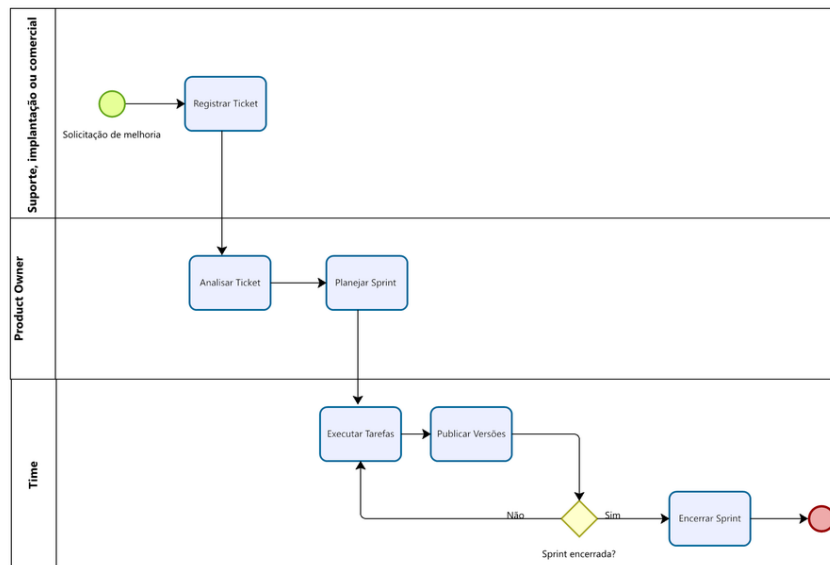 Suporte, implantação ou comercial
Registrar Ticket
Solicitação de melhoria
Product Owner
Analisar Ticket
Planejar Sprint
Time
Executar Tarefas
Publicar Versões
Não
Sim
Encerrar Sprint
Sprint encerrada?